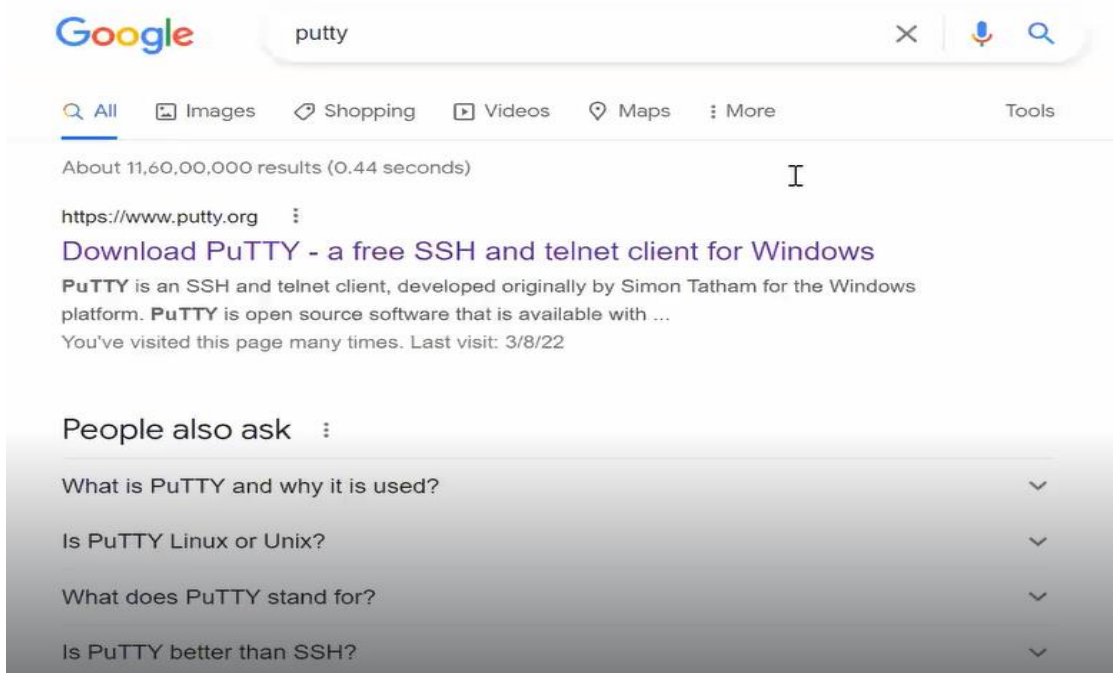 Google putty
All Images Shopping Videos Maps More Tools
About 11,60,00,000 results (0.44 seconds)
https://www.putty.org
Download PuTTY - a free SSH and telnet client for Windows
PuTTY is an SSH and telnet client, developed originally by Simon Tatham for the Windows
platform. PuTTY is open source software that is available with ...
You've visited this page many times. Last visit: 3/8/22
People also ask
What is PuTTY and why it is used?
Is PuTTY Linux or Unix?
What does PuTTY stand for?
Is PuTTY better than SSH?